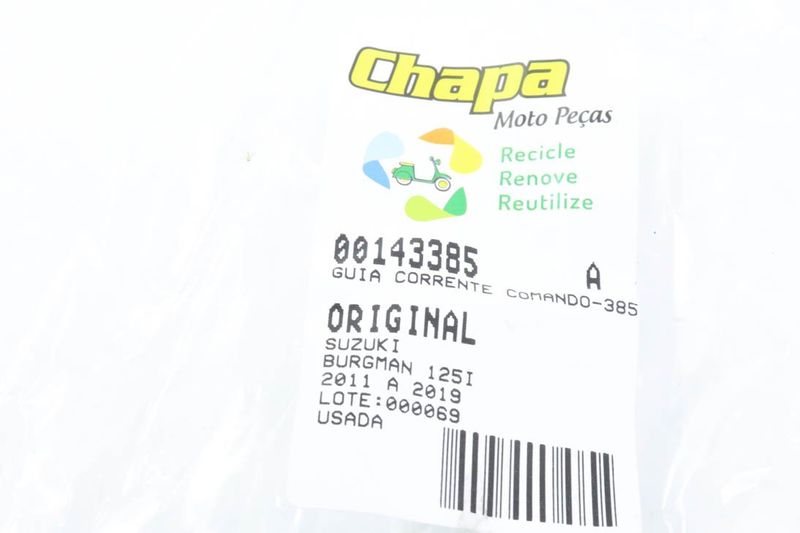 Chapa
Moto Peças
Recicle
Renove
Reutilize
00143385 A
GUIA CORRENTE COMANDO-385
ORIGINAL
SUZUKI
BURGMAN 125I
2011 A 2019
LOTE:000069
USADA